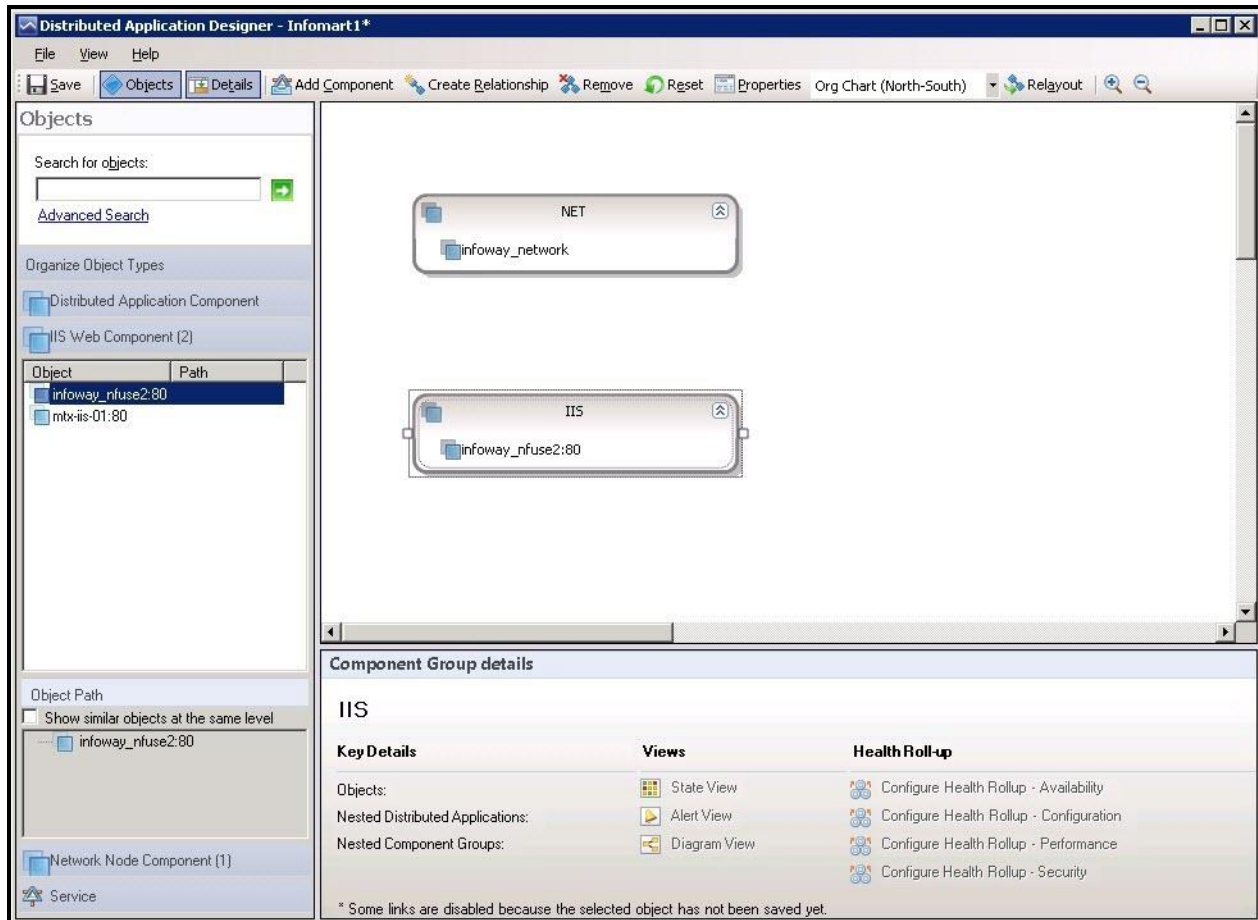 Distributed Application Designer - Infomart1*
File View Help
Save Objects Details Add Component Create Relationship Remove Reset Properties Org Chart (North-South) Relayout
Objects
Search for objects:
Advanced Search
Organize Object Types
Distributed Application Component
IIS Web Component (2)
Object Path
infoway_nfuse2:80
mtx-iis-01:80
Object Path
Show similar objects at the same level
infoway_nfuse2:80
Network Node Component (1)
Service
NET
infoway_network
IIS
infoway_nfuse2:80
Component Group details
IIS
Key Details Views Health Roll-up
Objects: State View Configure Health Rollup - Availability
Nested Distributed Applications: Alert View Configure Health Rollup - Configuration
Nested Component Groups: Diagram View Configure Health Rollup - Performance
Configure Health Rollup - Security
* Some links are disabled because the selected object has not been saved yet.